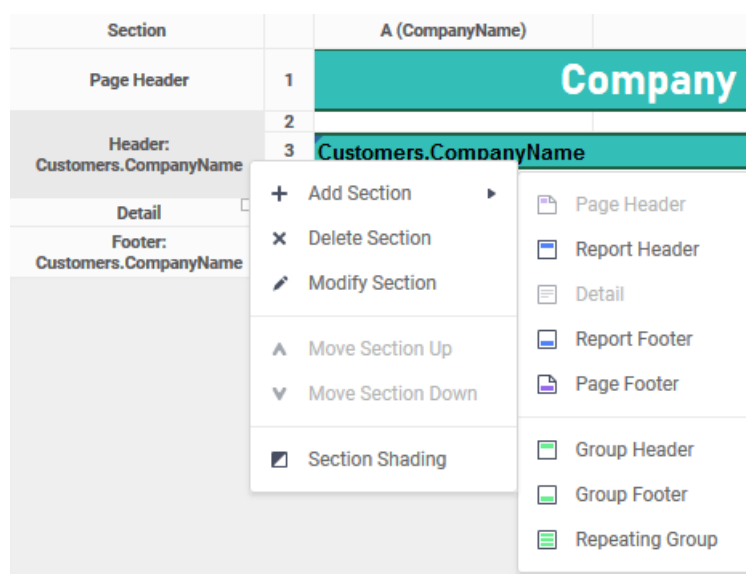 Section
A (CompanyName)
Page Header
1
Company
2
Header:
Customers.CompanyName
3
Customers.CompanyName
Detail
Footer:
Customers.CompanyName
Add Section
Delete Section
Modify Section
Move Section Up
Move Section Down
Section Shading
Page Header
Report Header
Detail
Report Footer
Page Footer
Group Header
Group Footer
Repeating Group